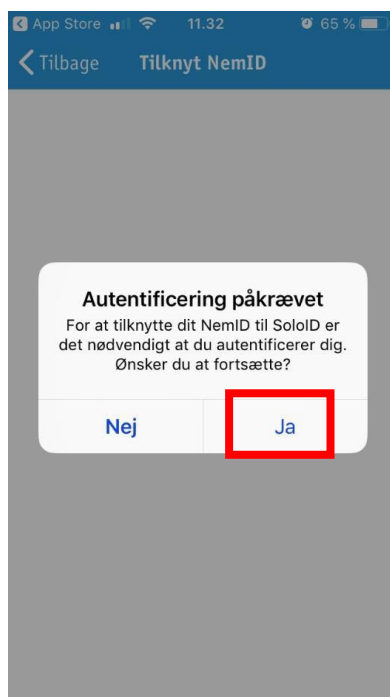 App Store 11.32 65 %
Tilbage Tilknyt NemID
Autentificering påkrævet
For at tilknytte dit NemID til SoloID er
det nødvendigt at du autentificerer dig.
Ønsker du at fortsætte?
Nej Ja